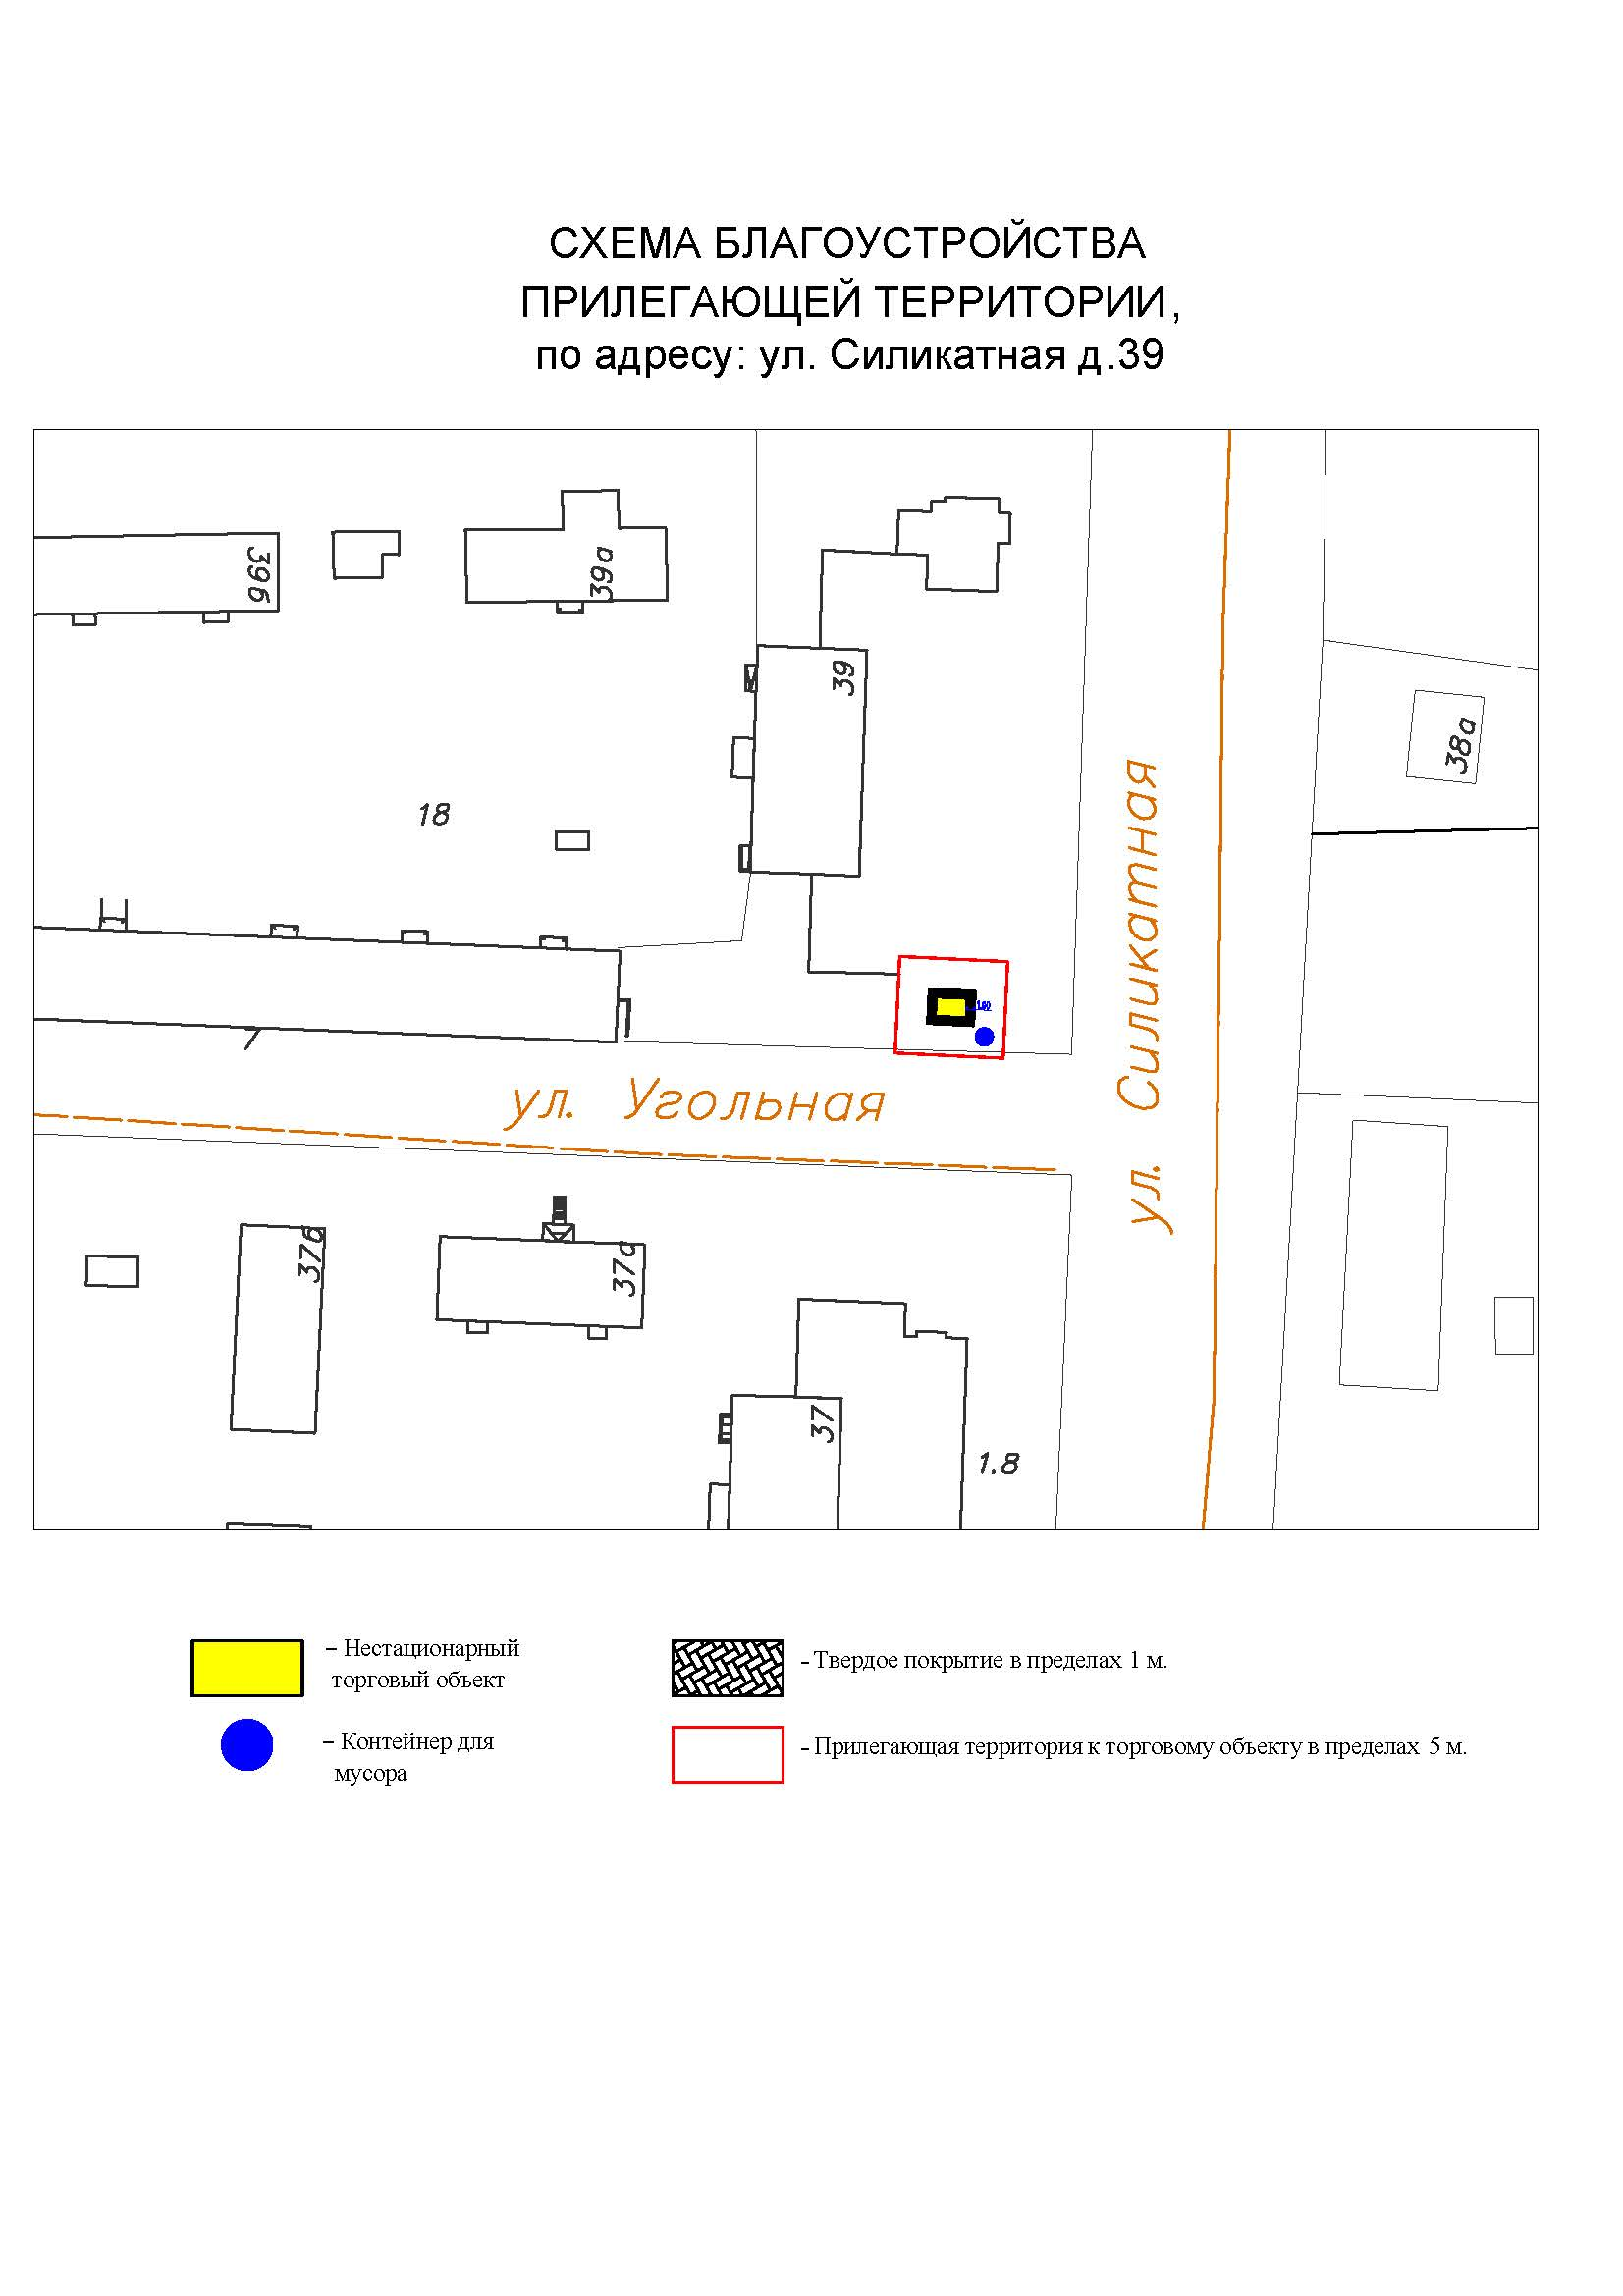 СХЕМА БЛАГОУСТРОЙСТВА
ПРИЛЕГАЮЩЕЙ ТЕРРИТОРИИ,
по адресу: ул. Силикатная д.39
39б
39а
39
38а
18
ул. Силикатная
ул. Угольная
37б
37а
37
1.8
– Нестационарный
торговый объект
– Твердое покрытие в пределах 1 м.
– Контейнер для
мусора
– Прилегающая территория к торговому объекту в пределах 5 м.